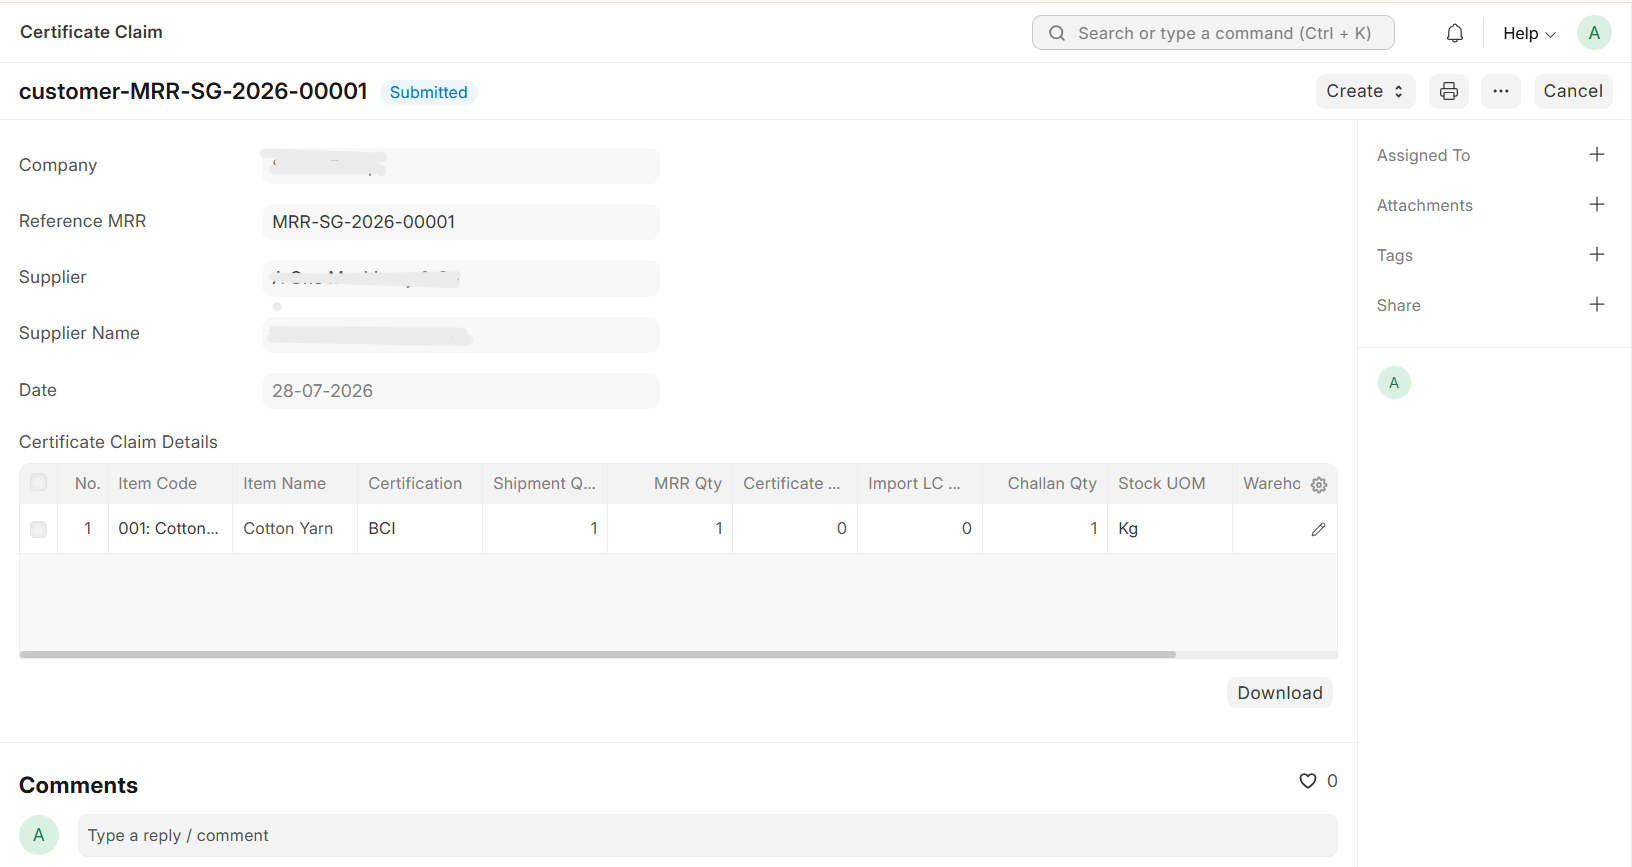 Certificate Claim
Search or type a command (Ctrl + K)
Help
A
customer-MRR-SG-2026-00001
Submitted
Create
...
Cancel
Company
Reference MRR
MRR-SG-2026-00001
Supplier
Supplier Name
Date
28-07-2026
Assigned To
Attachments
Tags
Share
A
Certificate Claim Details
No. Item Code Item Name Certification Shipment Q... MRR Qty Certificate ... Import LC ... Challan Qty Stock UOM Wareho
1 001: Cotton... Cotton Yarn BCI 1 1 0 0 1 Kg
Download
Comments
0
A
Type a reply / comment